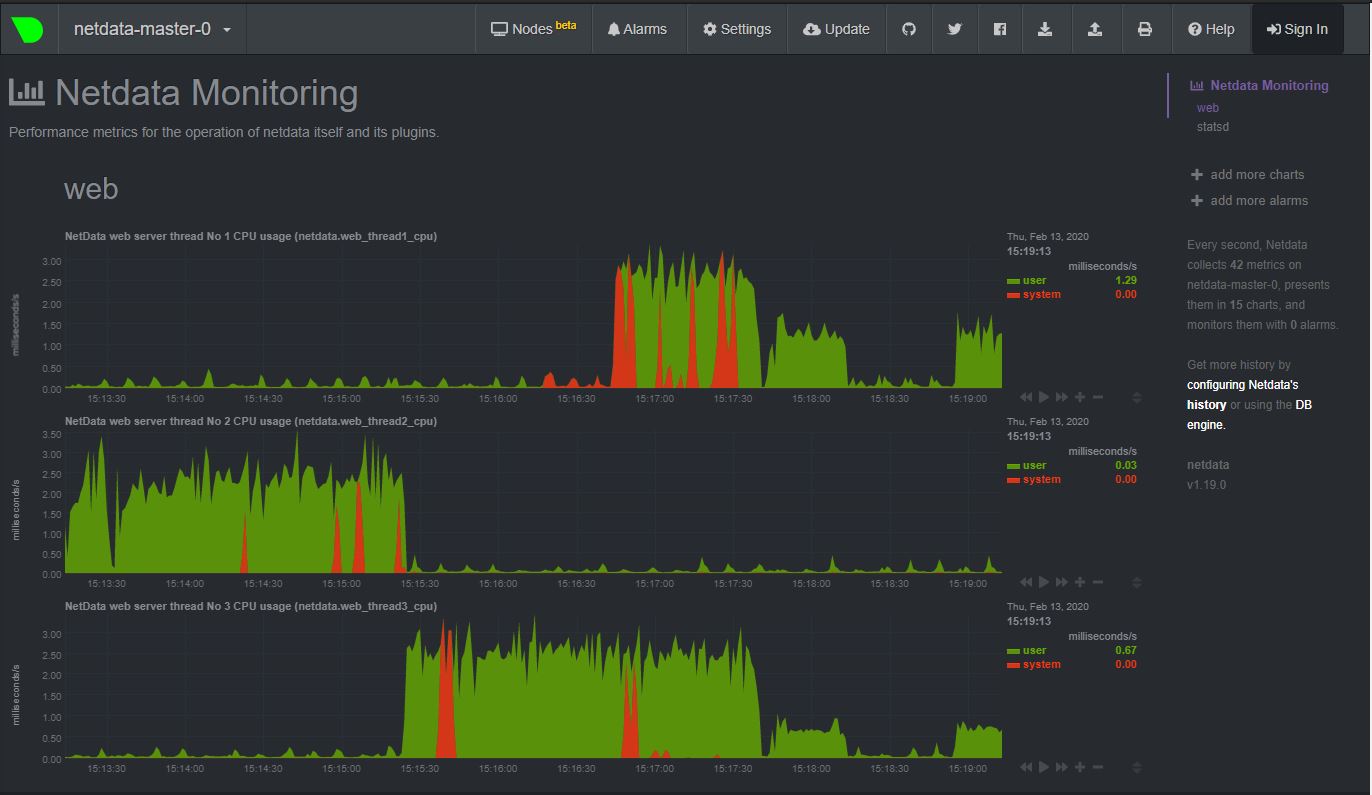 netdata-master-0
Nodes beta
Alarms
Settings
Update
Help
Sign In
Netdata Monitoring
Performance metrics for the operation of netdata itself and its plugins.
web
NetData web server thread No 1 CPU usage (netdata.web_thread1_cpu)
milliseconds/s
3.00
2.50
2.00
1.50
1.00
0.50
0.00
15:13:30 15:14:00 15:14:30 15:15:00 15:15:30 15:16:00 15:16:30 15:17:00 15:17:30 15:18:00 15:18:30 15:19:00
Thu, Feb 13, 2020
15:19:13
milliseconds/s
user 1.29
system 0.00
NetData web server thread No 2 CPU usage (netdata.web_thread2_cpu)
milliseconds/s
3.50
3.00
2.50
2.00
1.50
1.00
0.50
0.00
15:13:30 15:14:00 15:14:30 15:15:00 15:15:30 15:16:00 15:16:30 15:17:00 15:17:30 15:18:00 15:18:30 15:19:00
Thu, Feb 13, 2020
15:19:13
milliseconds/s
user 0.03
system 0.00
NetData web server thread No 3 CPU usage (netdata.web_thread3_cpu)
milliseconds/s
3.00
2.50
2.00
1.50
1.00
0.50
0.00
15:13:30 15:14:00 15:14:30 15:15:00 15:15:30 15:16:00 15:16:30 15:17:00 15:17:30 15:18:00 15:18:30 15:19:00
Thu, Feb 13, 2020
15:19:13
milliseconds/s
user 0.67
system 0.00
Netdata Monitoring
web
statsd
add more charts
add more alarms
Every second, Netdata
collects 42 metrics on
netdata-master-0, presents
them in 15 charts, and
monitors them with 0 alarms.
Get more history by
configuring Netdata's
history or using the DB
engine.
netdata
v1.19.0